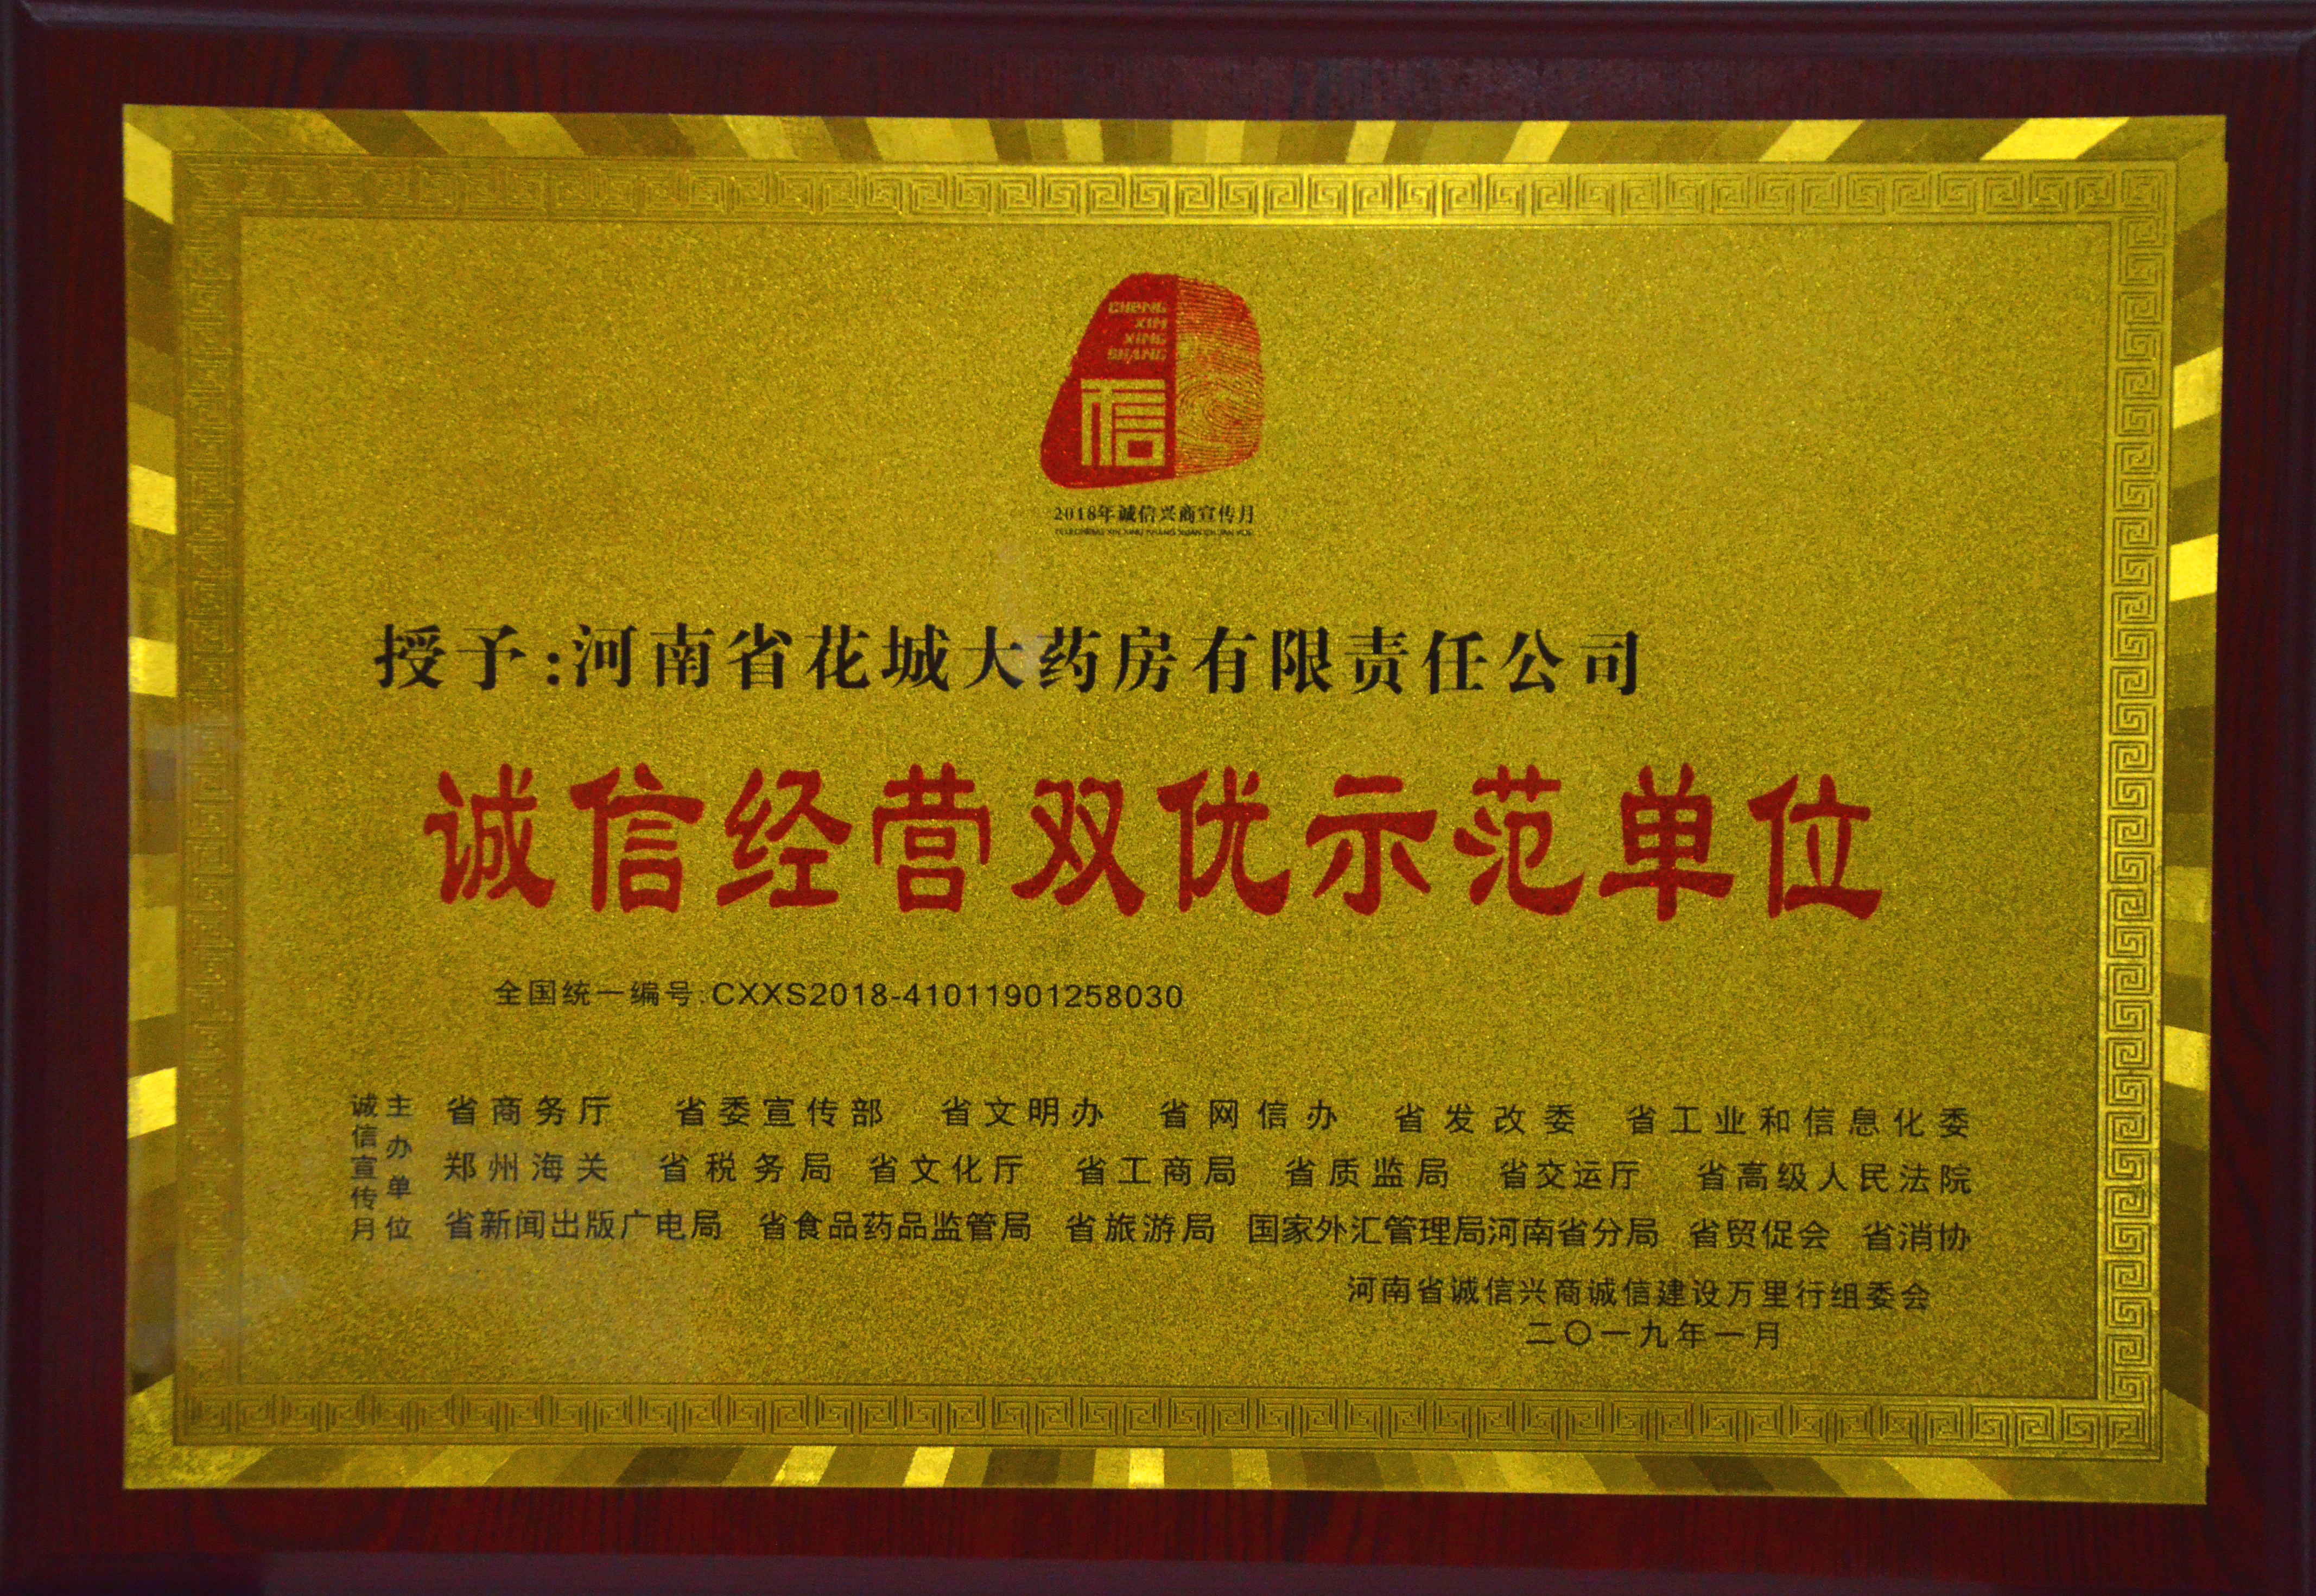 CHENG
XIN
XING
SHANG
信
2018年诚信兴商宣传月
授予:河南省花城大药房有限责任公司
诚信经营双优示范单位
全国统一编号:CXXS2018-41011901258030
诚信宣传月
主办单位
省商务厅 省委宣传部 省文明办 省网信办 省发改委 省工业和信息化委
郑州海关 省税务局 省文化厅 省工商局 省质监局 省交运厅 省高级人民法院
省新闻出版广电局 省食品药品监管局 省旅游局 国家外汇管理局河南省分局 省贸促会 省消协
河南省诚信兴商诚信建设万里行组委会
二〇一九年一月